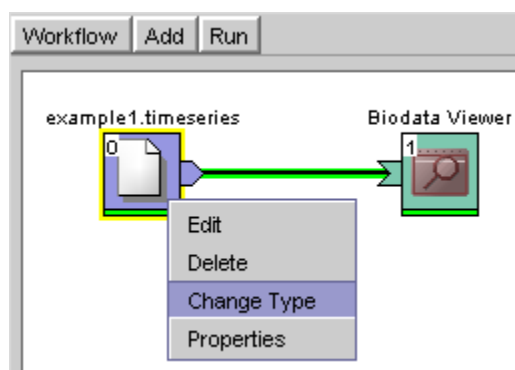 Workflow Add Run
example1.timeseries Biodata Viewer
0 1
Edit
Delete
Change Type
Properties